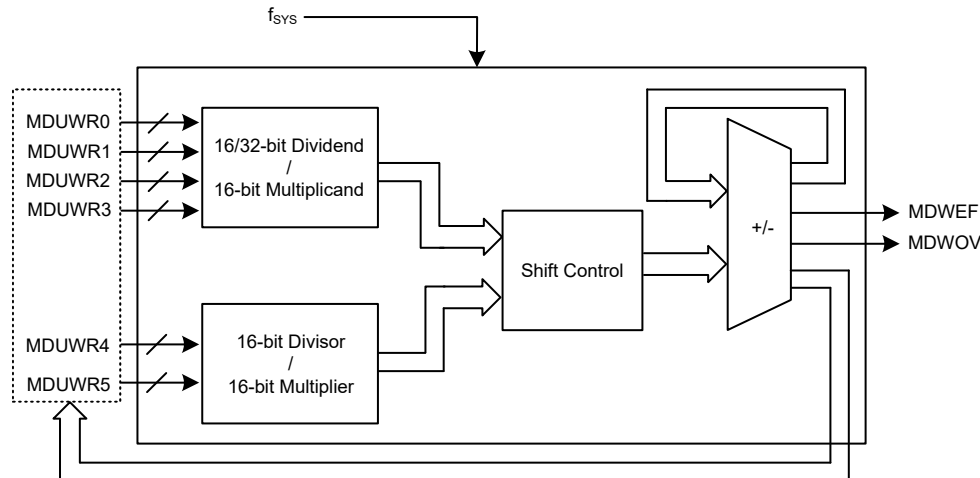 fSYS
MDUWR0
MDUWR1
MDUWR2
MDUWR3
MDUWR4
MDUWR5
16/32-bit Dividend
/
16-bit Multiplicand
16-bit Divisor
/
16-bit Multiplier
Shift Control
+/-
MDWEF
MDWOV